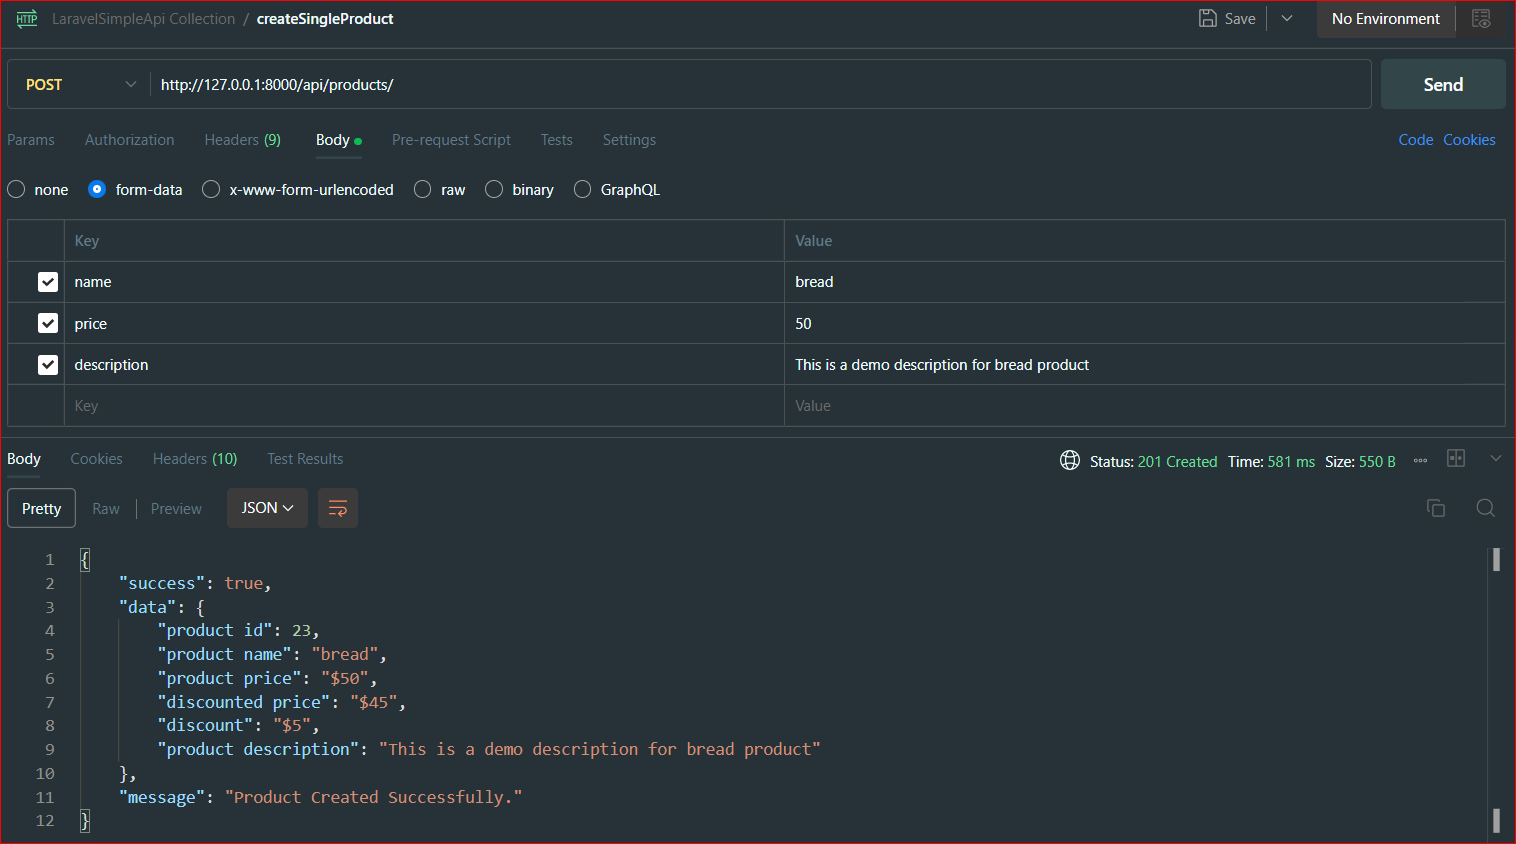 HTTP LaravelSimpleApi Collection / createSingleProduct Save No Environment
POST http://127.0.0.1:8000/api/products/ Send
Params Authorization Headers (9) Body Pre-request Script Tests Settings Code Cookies
none form-data x-www-form-urlencoded raw binary GraphQL
Key Value
name bread
price 50
description This is a demo description for bread product
Key Value
Body Cookies Headers (10) Test Results Status: 201 Created Time: 581 ms Size: 550 B
Pretty Raw Preview JSON
1 {
2 "success": true,
3 "data": {
4 "product id": 23,
5 "product name": "bread",
6 "product price": "$50",
7 "discounted price": "$45",
8 "discount": "$5",
9 "product description": "This is a demo description for bread product"
10 },
11 "message": "Product Created Successfully."
12 }